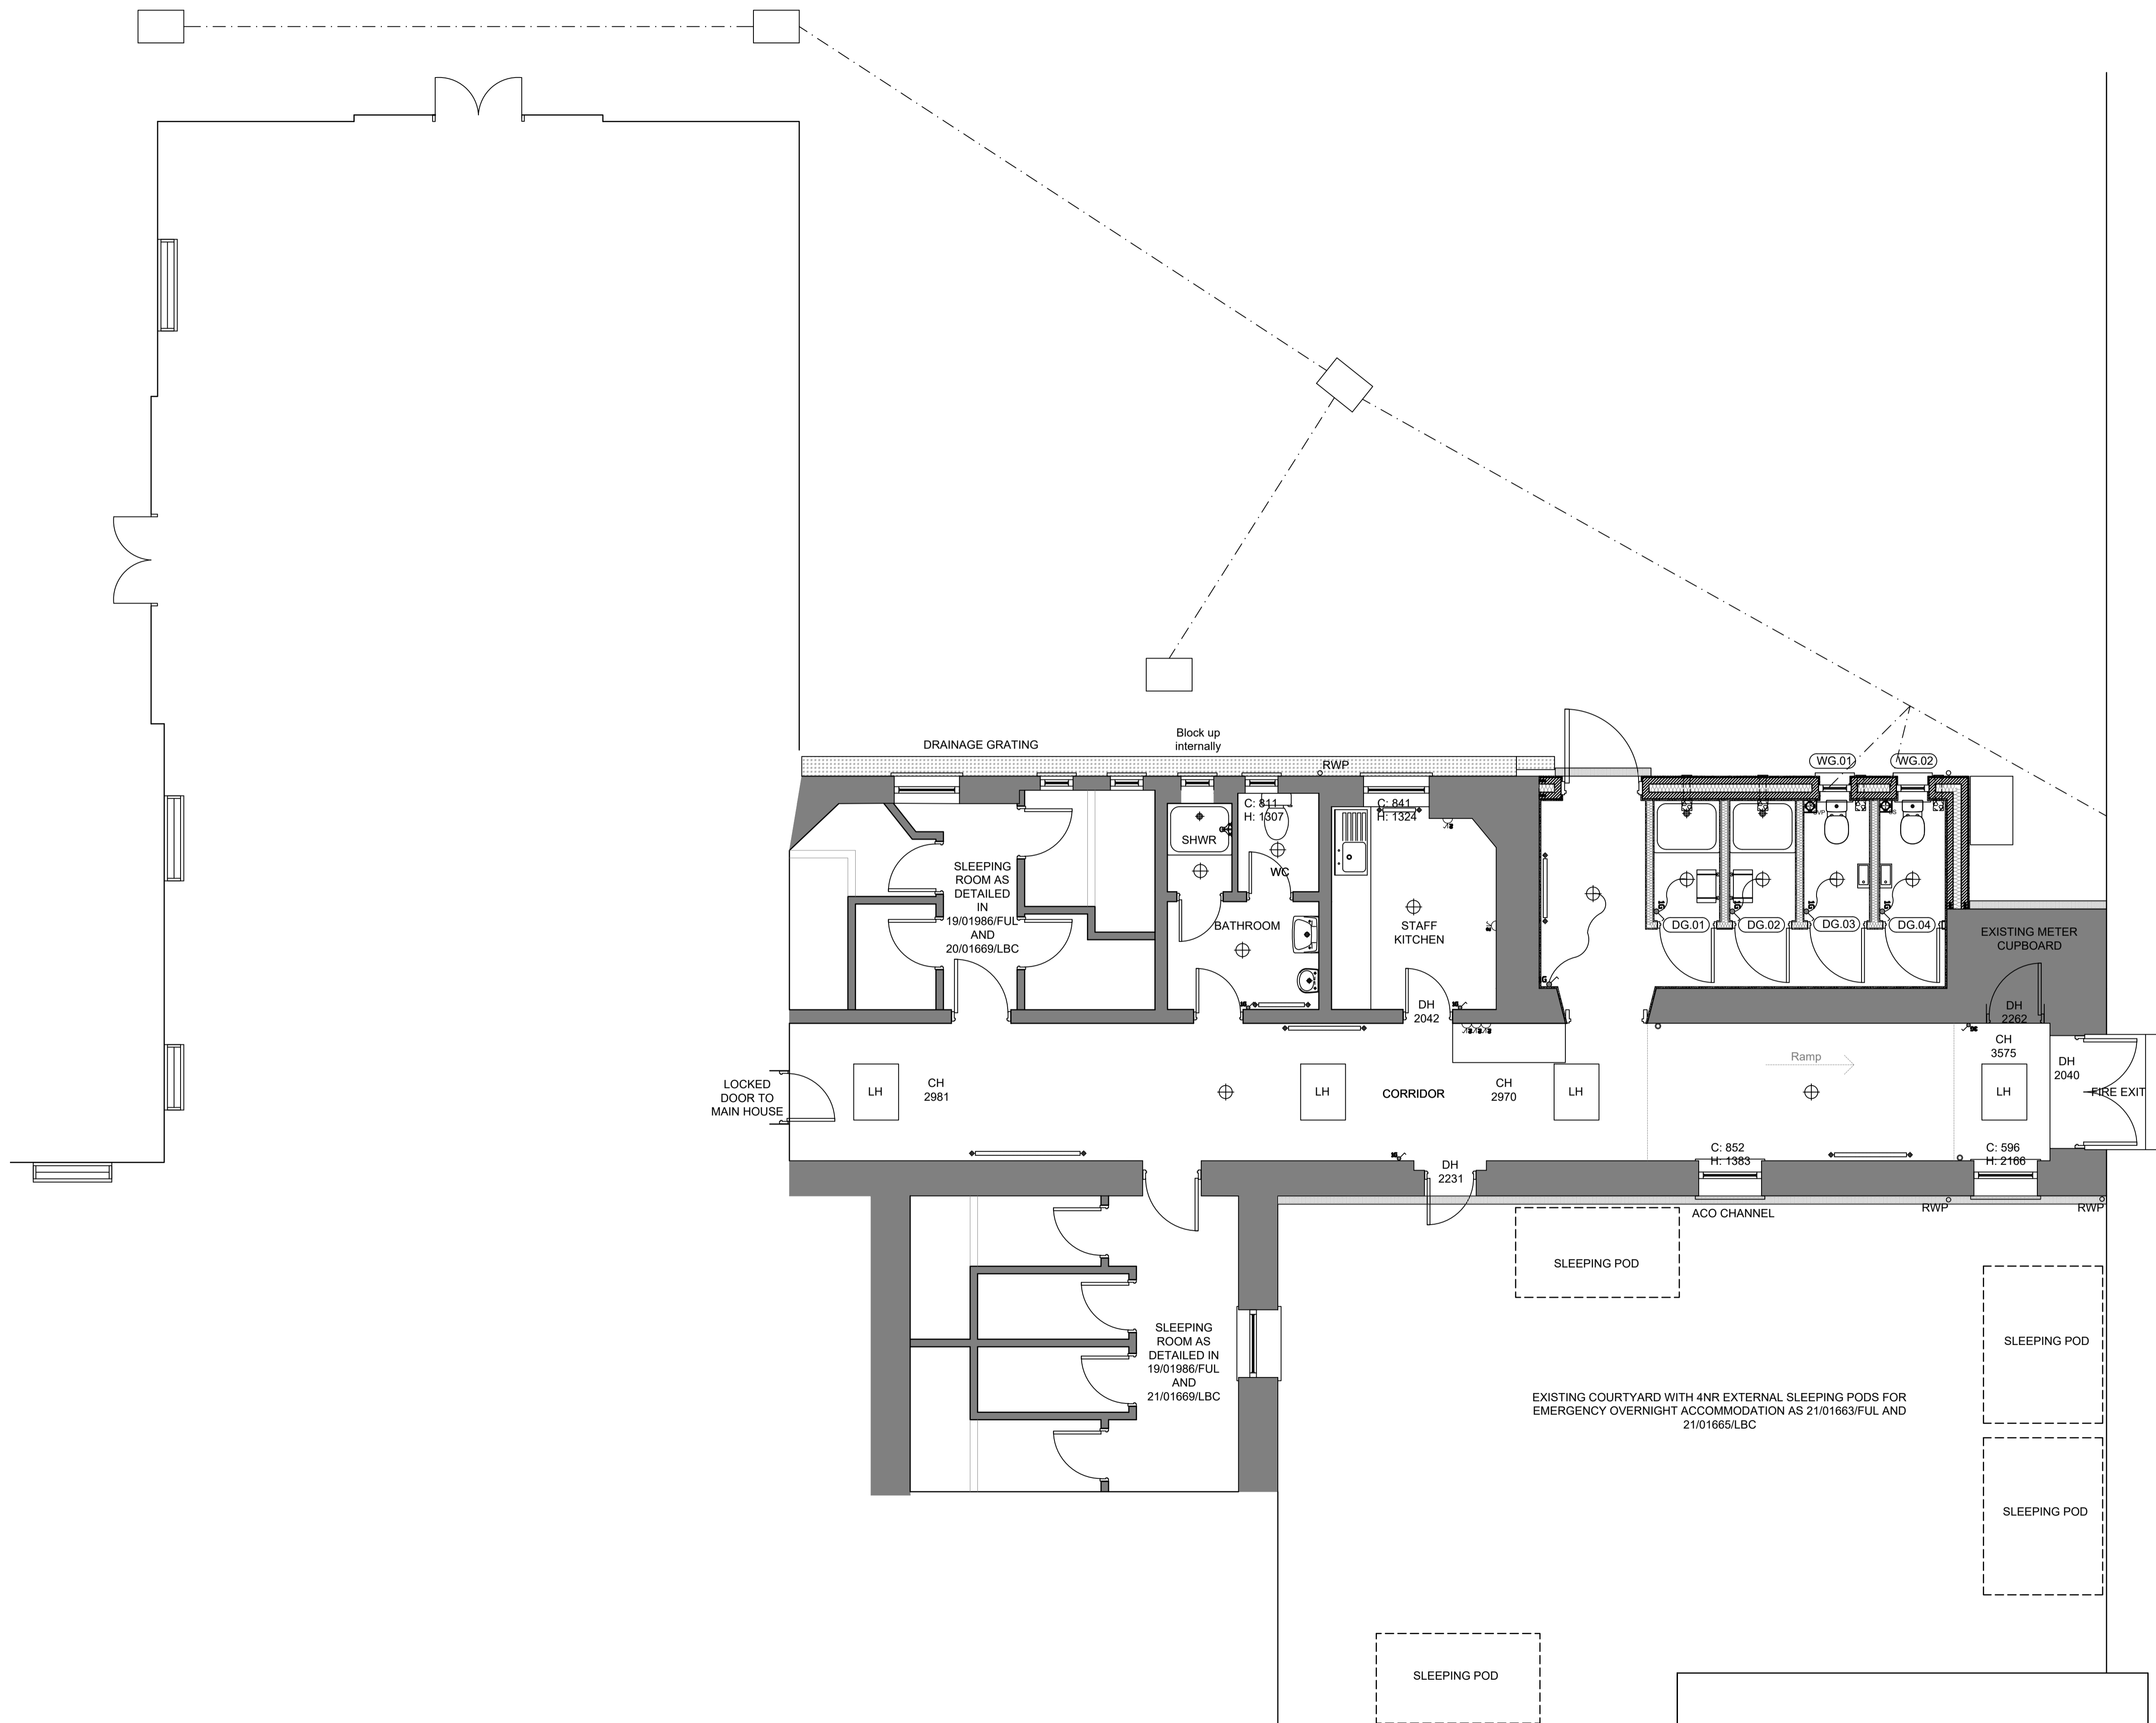 Block up
internally
DRAINAGE GRATING
RWP
WG.01
WG.02
C: 811
H: 1307
C: 841
H: 1324
SHWR
WC
SLEEPING
ROOM AS
DETAILED
IN
19/01986/FUL
AND
20/01669/LBC
BATHROOM
STAFF
KITCHEN
1G
1G
1G
1G
DG.01
DG.02
DG.03
DG.04
EXISTING METER
CUPBOARD
DH
2042
DH
2262
CH
3575
Ramp
DH
2040
LOCKED
DOOR TO
MAIN HOUSE
LH
CH
2981
LH
CORRIDOR
CH
2970
LH
LH
FIRE EXIT
C: 852
H: 1383
C: 596
H: 2166
DH
2231
ACO CHANNEL
RWP
RWP
SLEEPING POD
SLEEPING POD
SLEEPING
ROOM AS
DETAILED IN
19/01986/FUL
AND
21/01669/LBC
EXISTING COURTYARD WITH 4NR EXTERNAL SLEEPING PODS FOR
EMERGENCY OVERNIGHT ACCOMMODATION AS 21/01663/FUL AND
21/01665/LBC
SLEEPING POD
SLEEPING POD